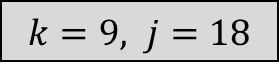 k = 9, j = 18